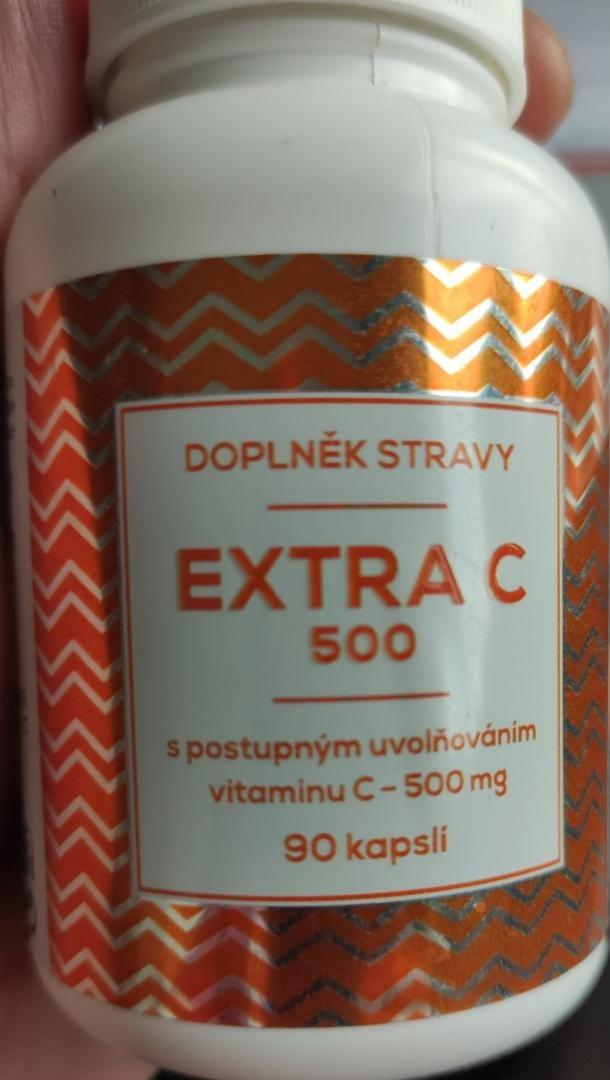 DOPLNĚK STRAVY
EXTRA C
500
s postupným uvolňováním
vitaminu C – 500 mg
90 kapslí